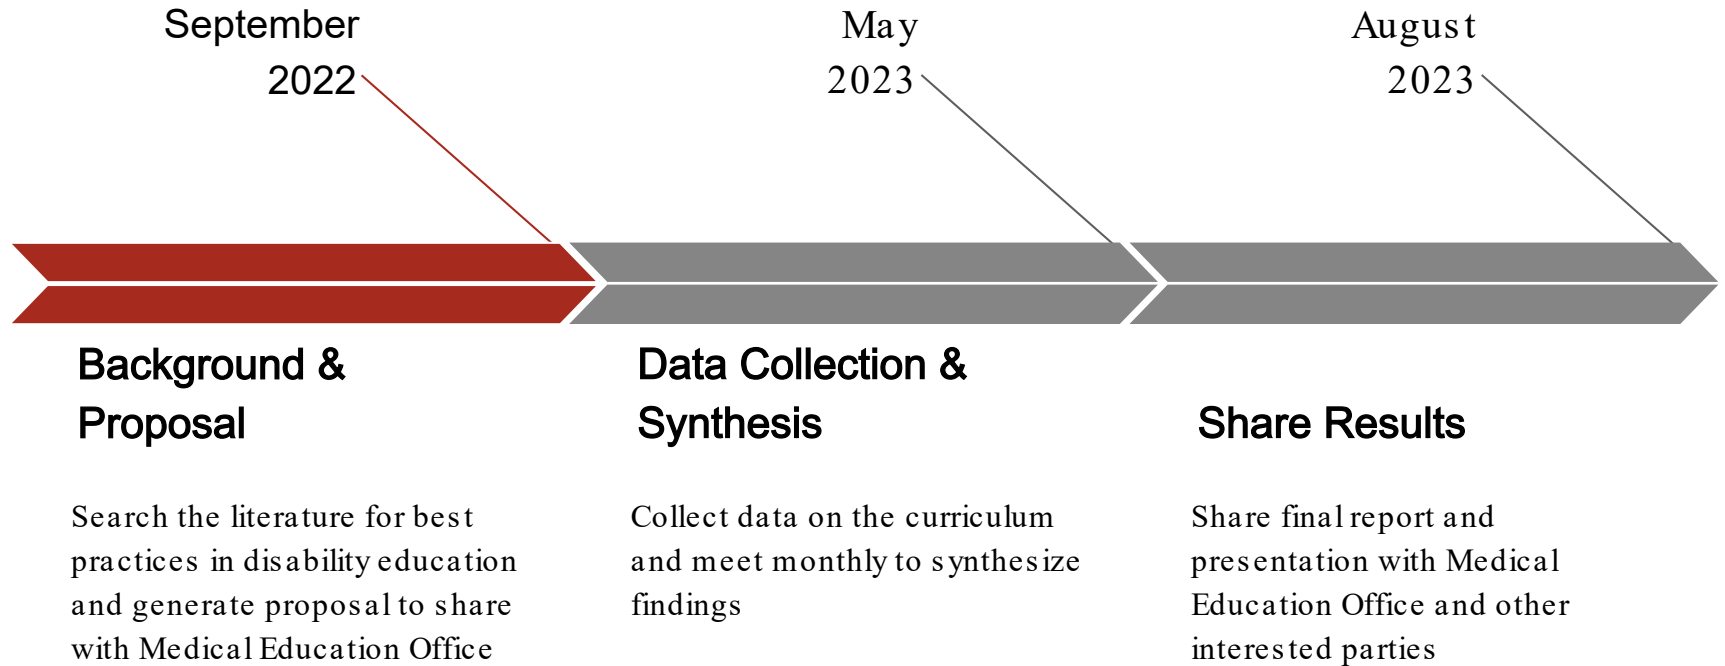 September
2022
May
2023
August
2023
Background &
Proposal
Search the literature for best
practices in disability education
and generate proposal to share
with Medical Education Office
Data Collection &
Synthesis
Collect data on the curriculum
and meet monthly to synthesize
findings
Share Results
Share final report and
presentation with Medical
Education Office and other
interested parties